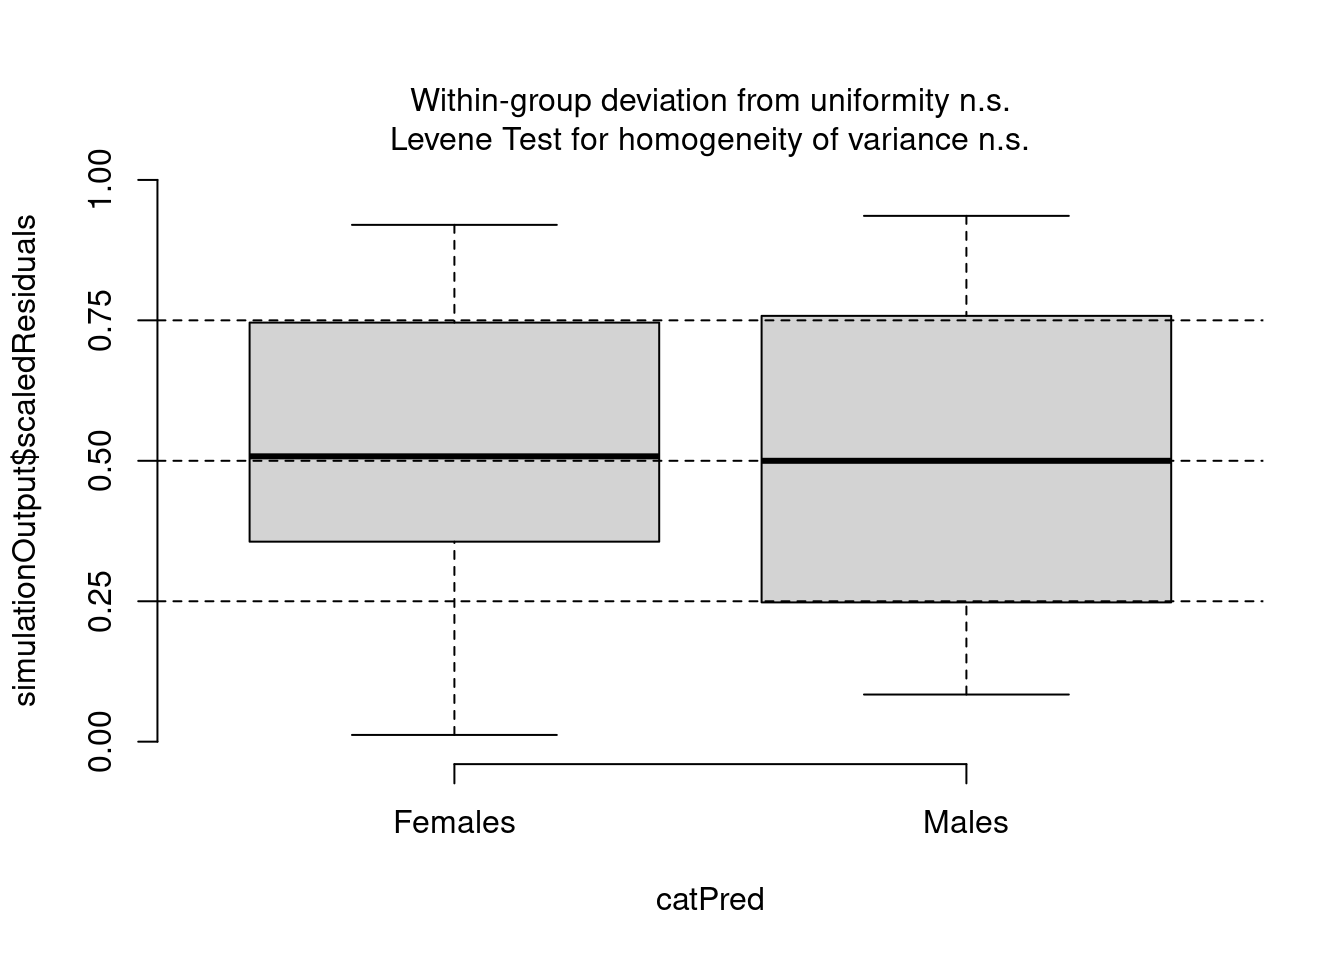 Within-group deviation from uniformity n.s.
Levene Test for homogeneity of variance n.s.
simulationOutput$scaledResiduals
1.00
0.75
0.50
0.25
0.00
Females
Males
catPred